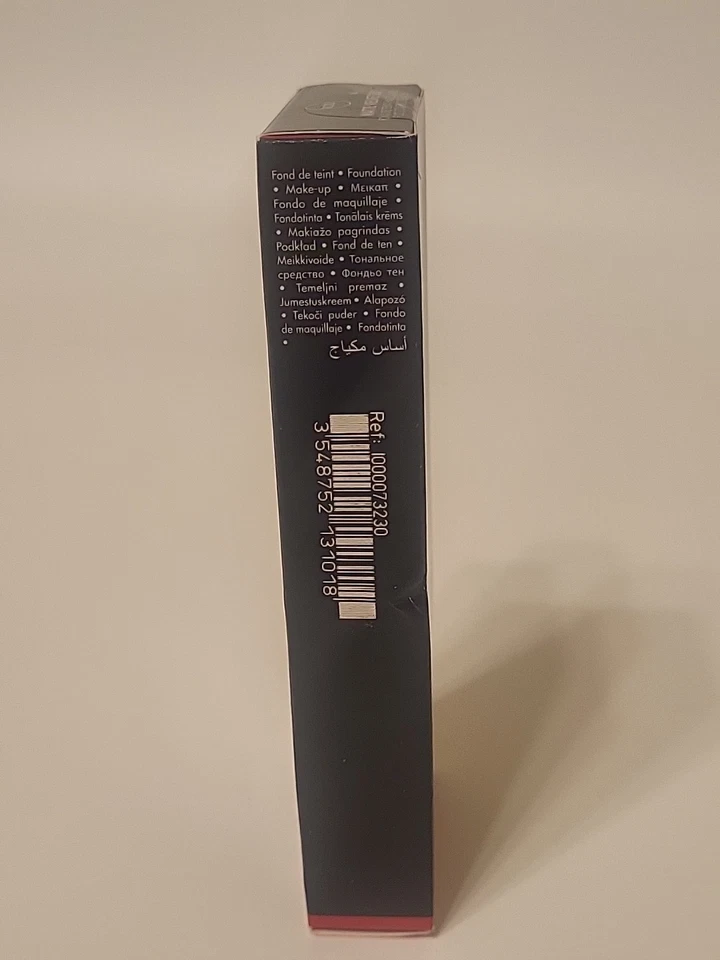 Fond de teint • Foundation
• Make-up • Μεικαπ •
Fondo de maquillaje •
Fondotinta • Tonālais krēms
• Makiažo pagrindas •
Podkład • Fond de ten •
Meikkivoide • Тональное
средство • Фондьо тен
• Temeljni premaz •
Jumestuskreem • Alapozó
• Tekoči puder • Fondo
de maquillaje • Fondotinta
• أساس مكياج
Ref: I000073230
3 548752 131018